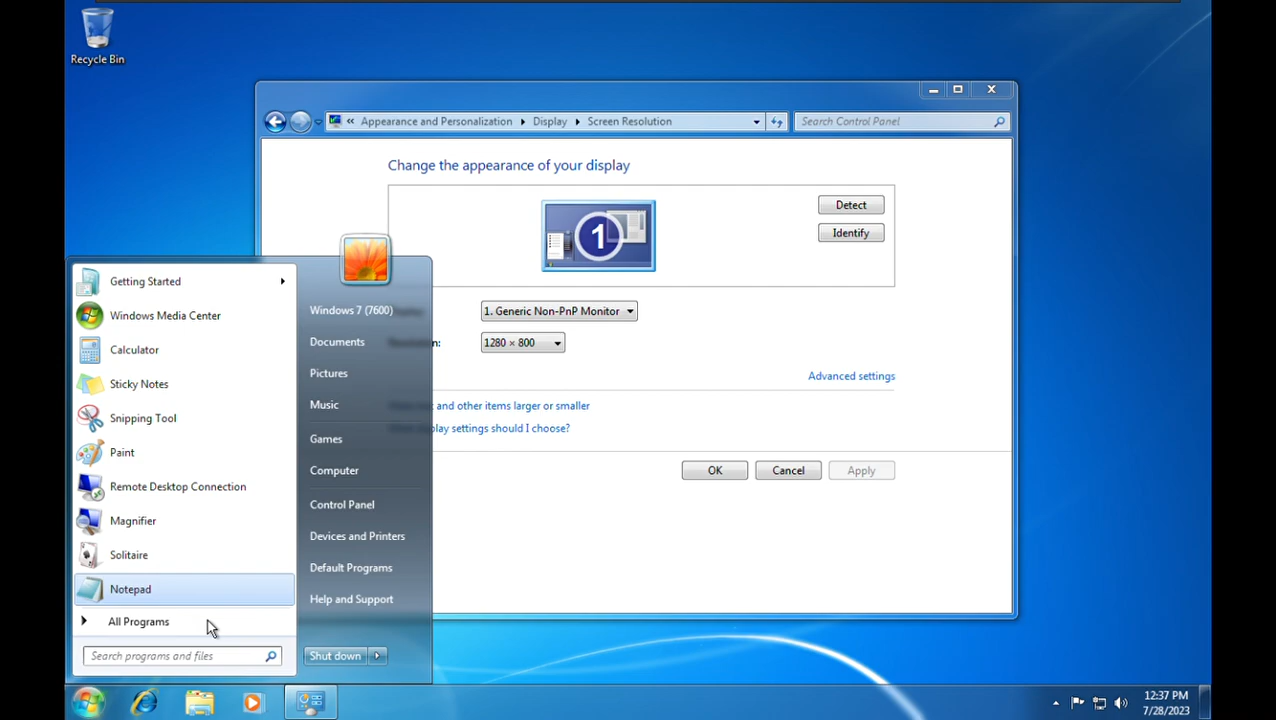 Recycle Bin
« Appearance and Personalization Display Screen Resolution
Search Control Panel
Change the appearance of your display
1
Detect
Identify
1. Generic Non-PnP Monitor
1280 × 800
Advanced settings
and other items larger or smaller
display settings should I choose?
OK Cancel Apply
Getting Started
Windows Media Center
Calculator
Sticky Notes
Snipping Tool
Paint
Remote Desktop Connection
Magnifier
Solitaire
Notepad
All Programs
Search programs and files
Windows 7 (7600)
Documents
Pictures
Music
Games
Computer
Control Panel
Devices and Printers
Default Programs
Help and Support
Shut down
12:37 PM
7/28/2023